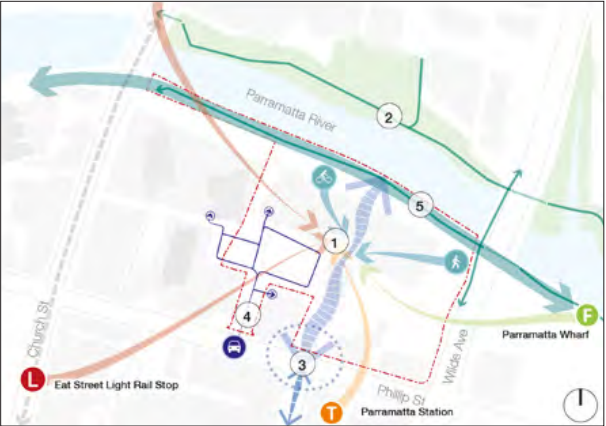 2
Parramatta River
5
1
F
Parramatta Wharf
4
Church St
Wilde Ave
3
L
Eat Street Light Rail Stop
Phillip St
T
Parramatta Station